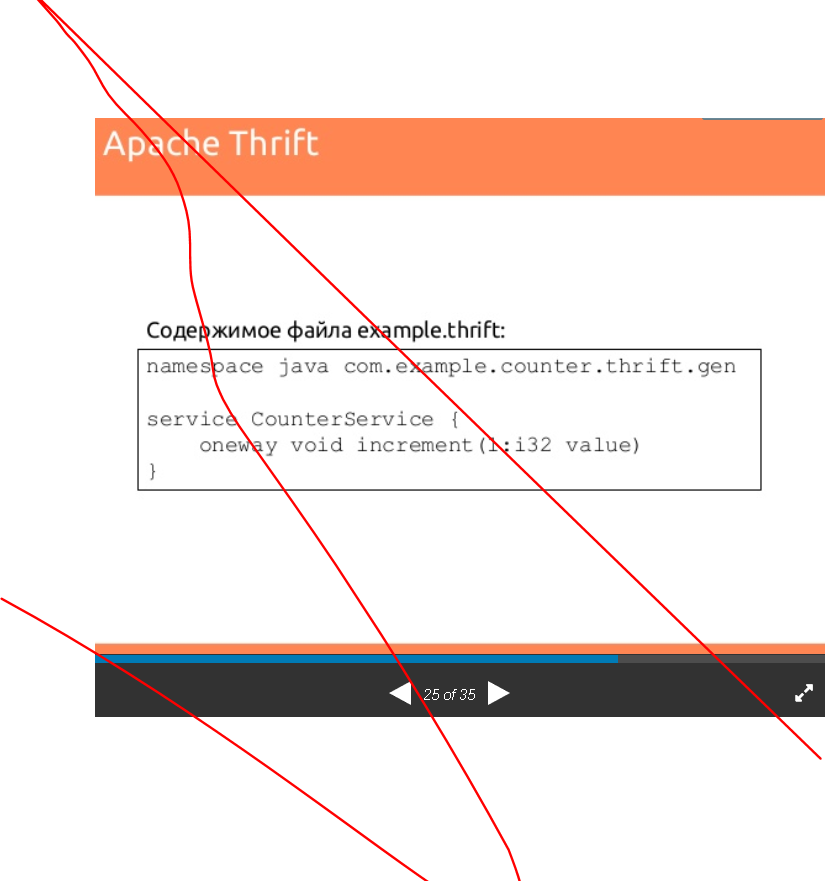 Apache Thrift
Содержимое файла example.thrift:
namespace java com.example.counter.thrift.gen
service CounterService {
oneway void increment(1:i32 value)
}
25 of 35